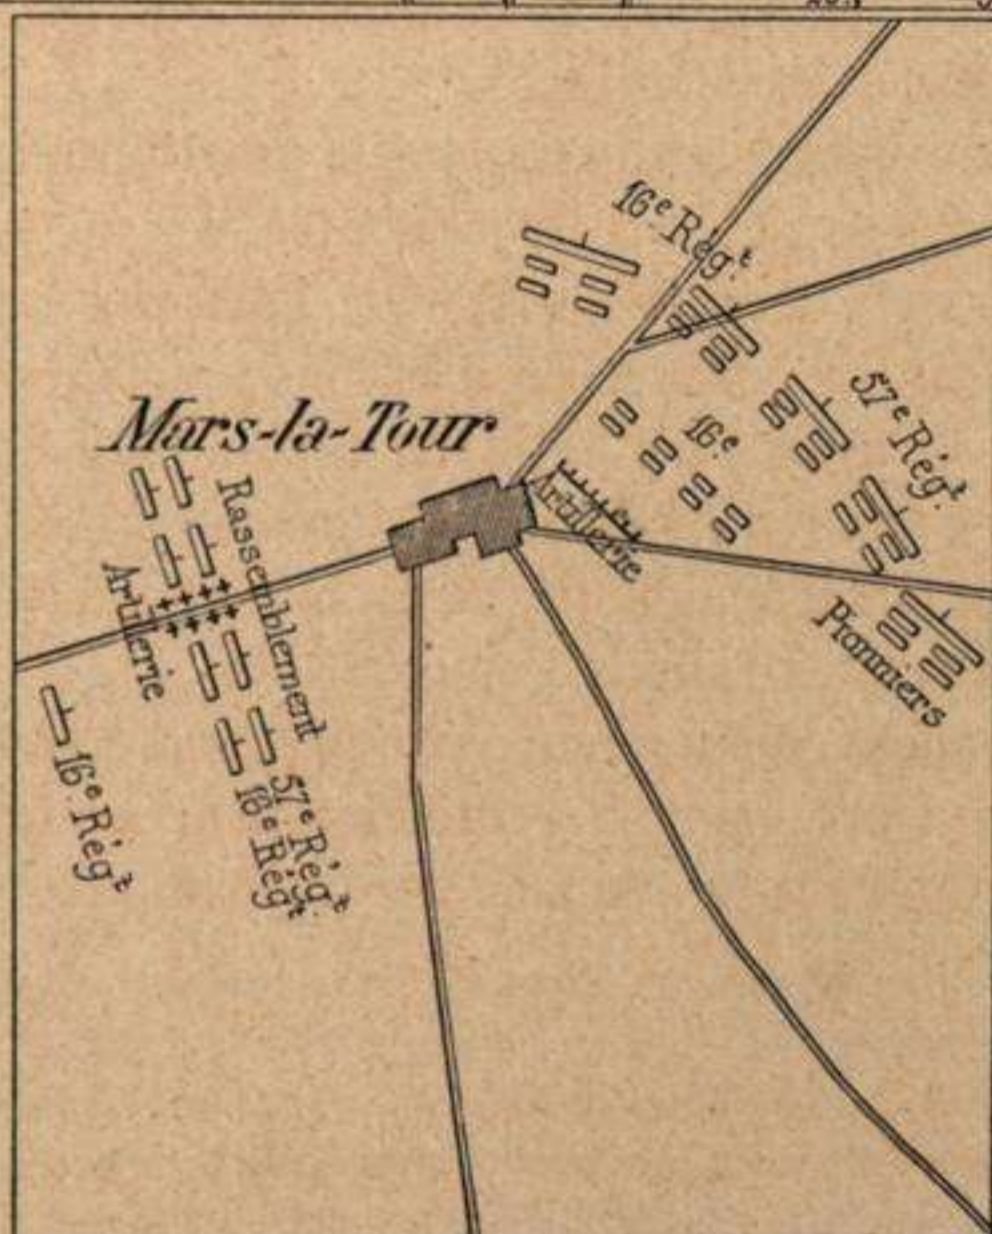 16e Régt.
57e Régt.
16e
Mars-la-Tour
Rassemblement
Artillerie
Artillerie
Pionniers
16e Régt
57e Régt.
16e Régt